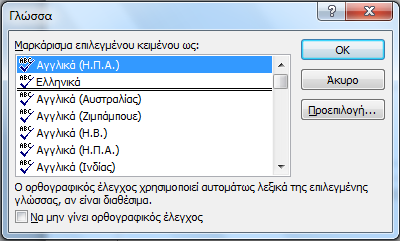 Γλώσσα
Μαρκάρισμα επιλεγμένου κειμένου ως:
Αγγλικά (Η.Π.Α.)
Ελληνικά
Αγγλικά (Αυστραλίας)
Αγγλικά (Ζιμπάμπουε)
Αγγλικά (Η.Β.)
Αγγλικά (Η.Π.Α.)
Αγγλικά (Ινδίας)
OK
Άκυρο
Προεπιλογή...
Ο ορθογραφικός έλεγχος χρησιμοποιεί αυτομάτως λεξικά της επιλεγμένης
γλώσσας, αν είναι διαθέσιμα.
Να μην γίνει ορθογραφικός έλεγχος